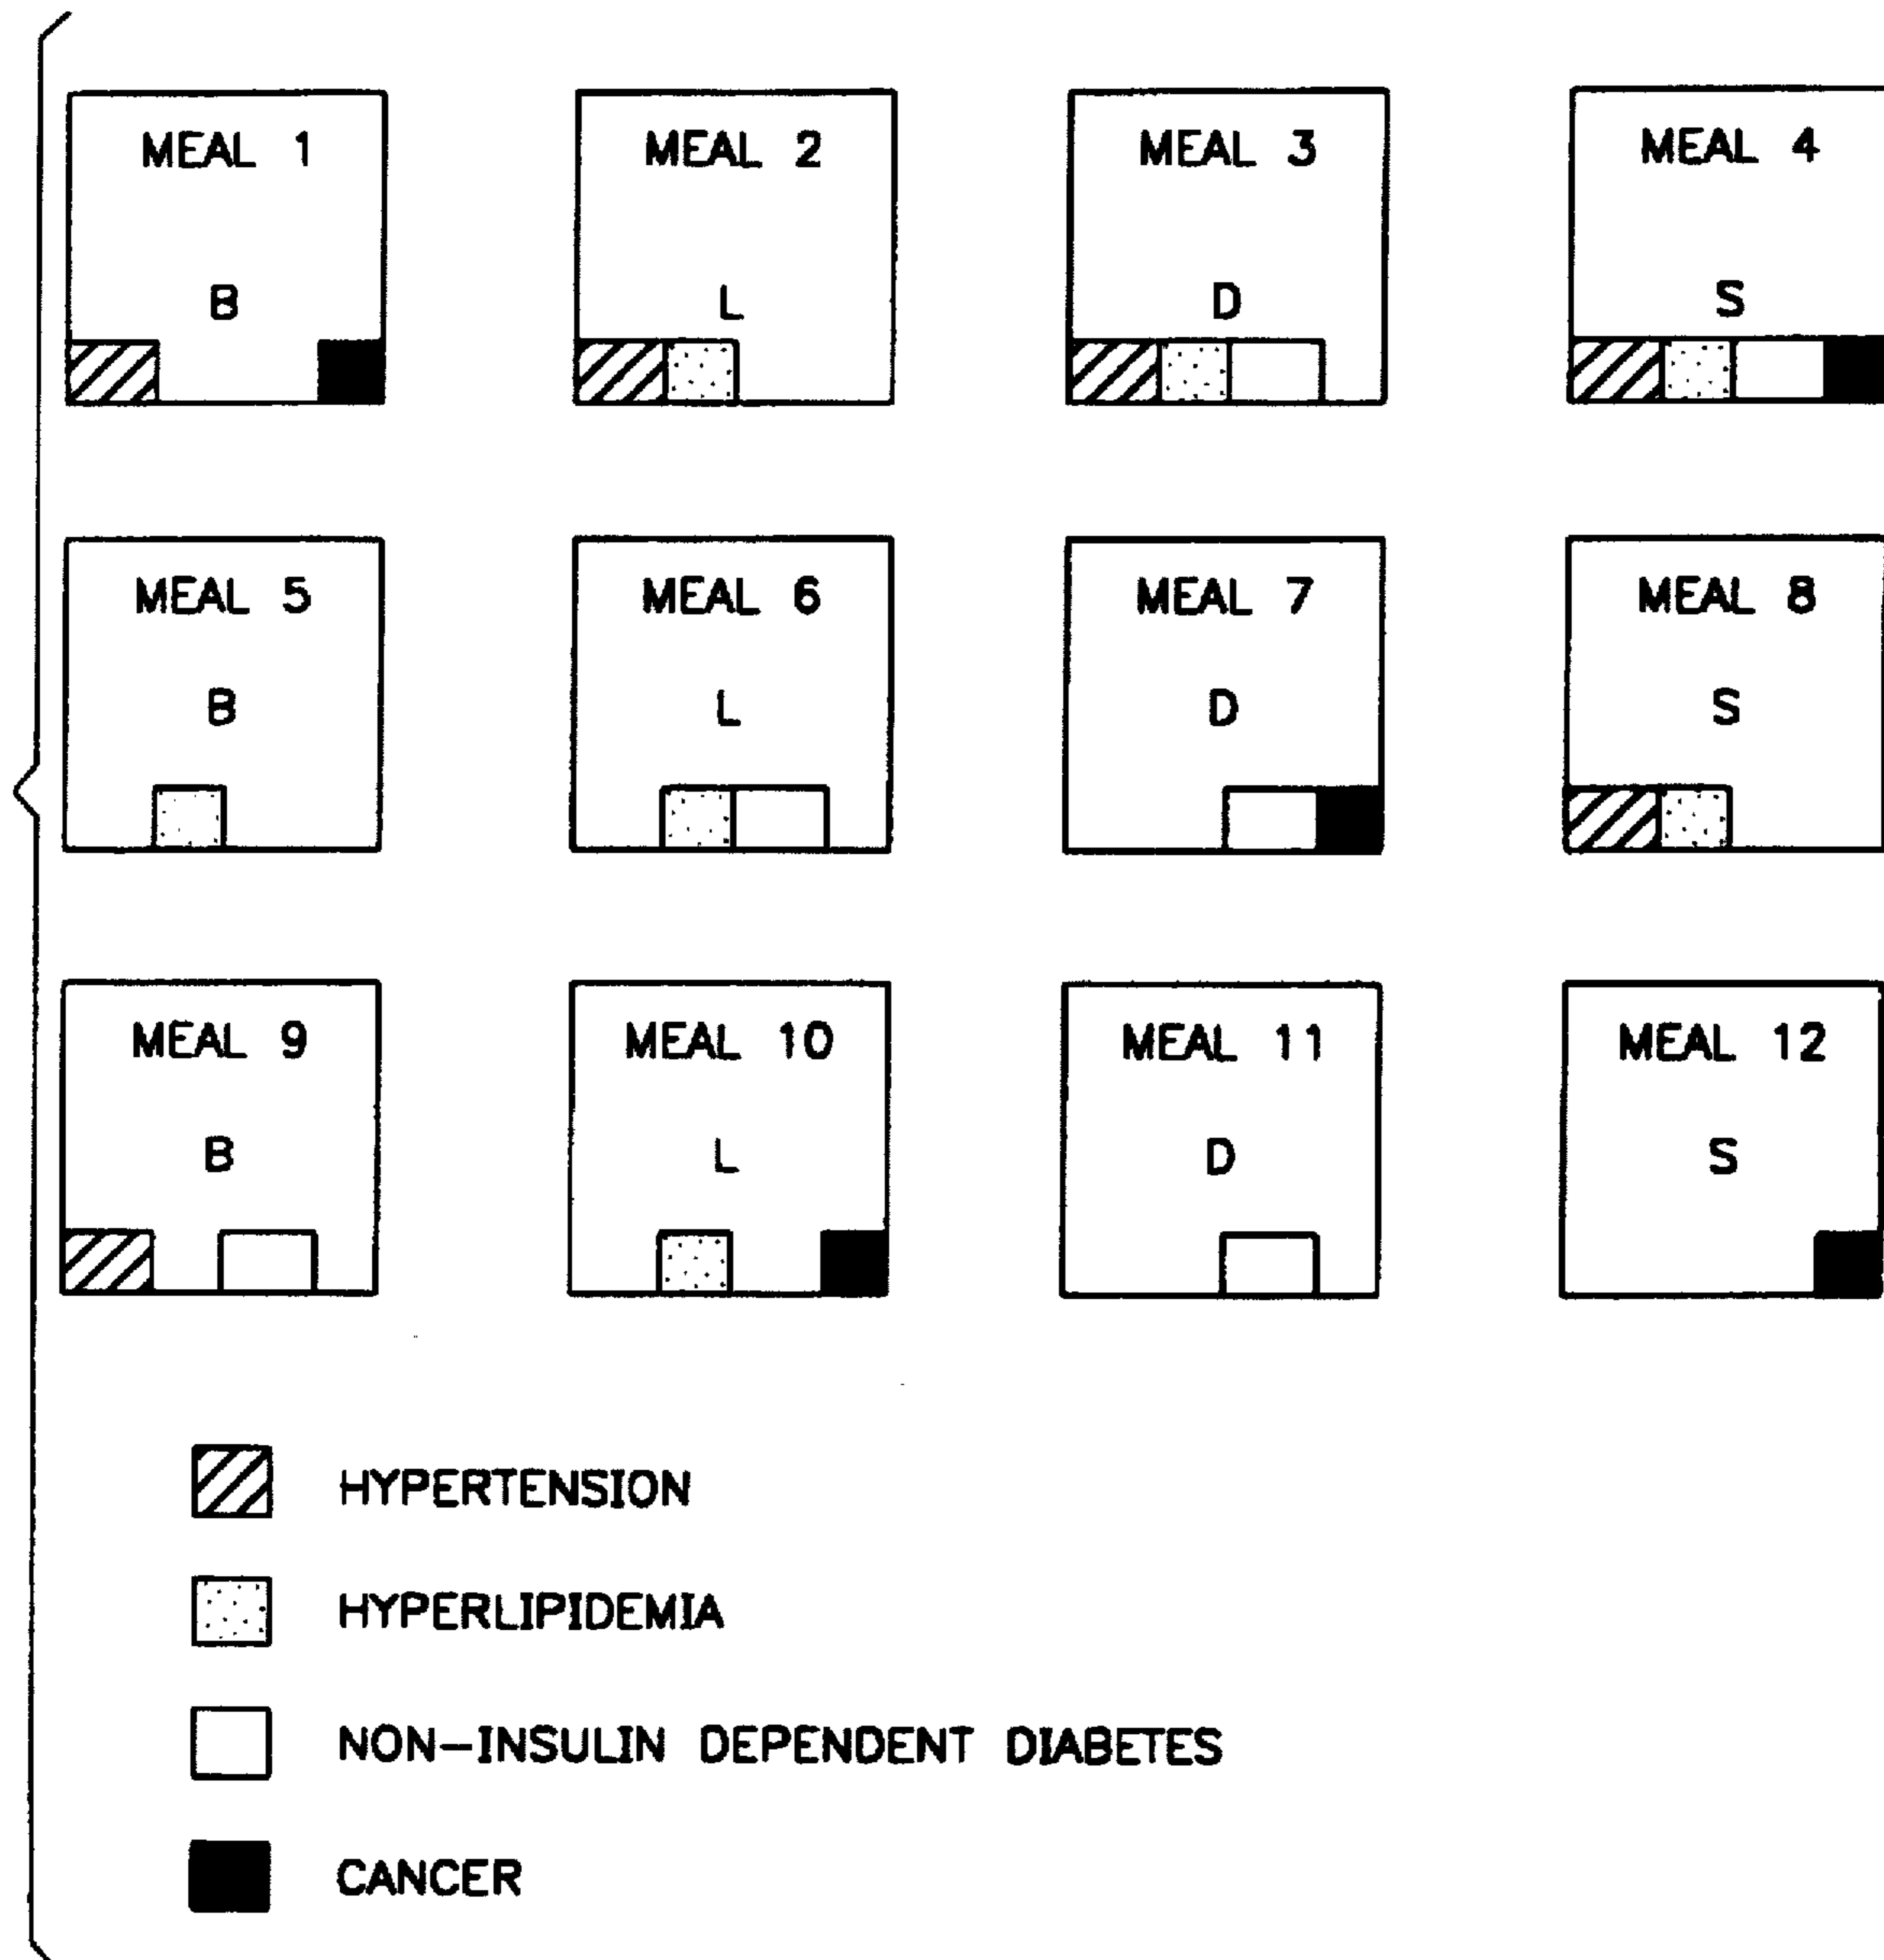 MEAL 1
MEAL 2
MEAL 3
MEAL 4
B
L
D
S
MEAL 5
MEAL 6
MEAL 7
MEAL 8
B
L
D
S
MEAL 9
MEAL 10
MEAL 11
MEAL 12
B
L
D
S
HYPERTENSION
HYPERLIPIDEMIA
NON-INSULIN DEPENDENT DIABETES
CANCER